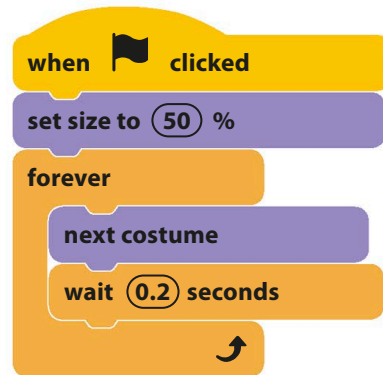 when clicked
set size to 50 %
forever
next costume
wait 0.2 seconds